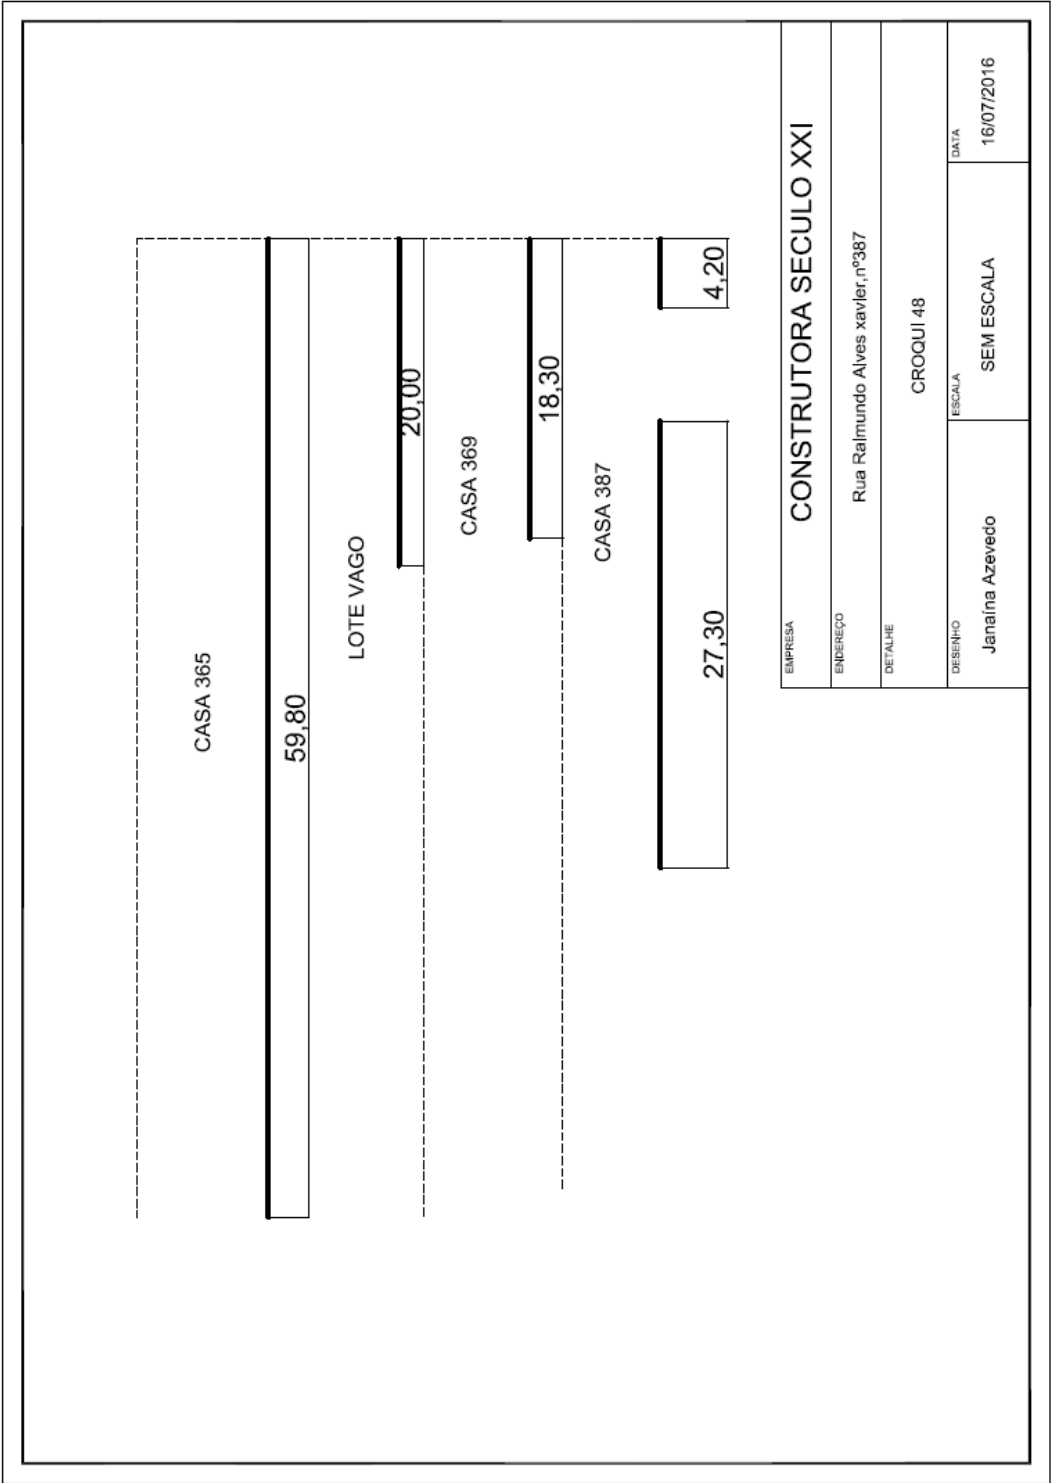 CASA 365
59,80
LOTE VAGO
20,00
CASA 369
18,30
CASA 387
27,30
4,20
EMPRESA
CONSTRUTORA SECULO XXI
ENDEREÇO
Rua Raimundo Alves xavier,nº387
DETALHE
CROQUI 48
DESENHO
Janaína Azevedo
ESCALA
SEM ESCALA
DATA
16/07/2016